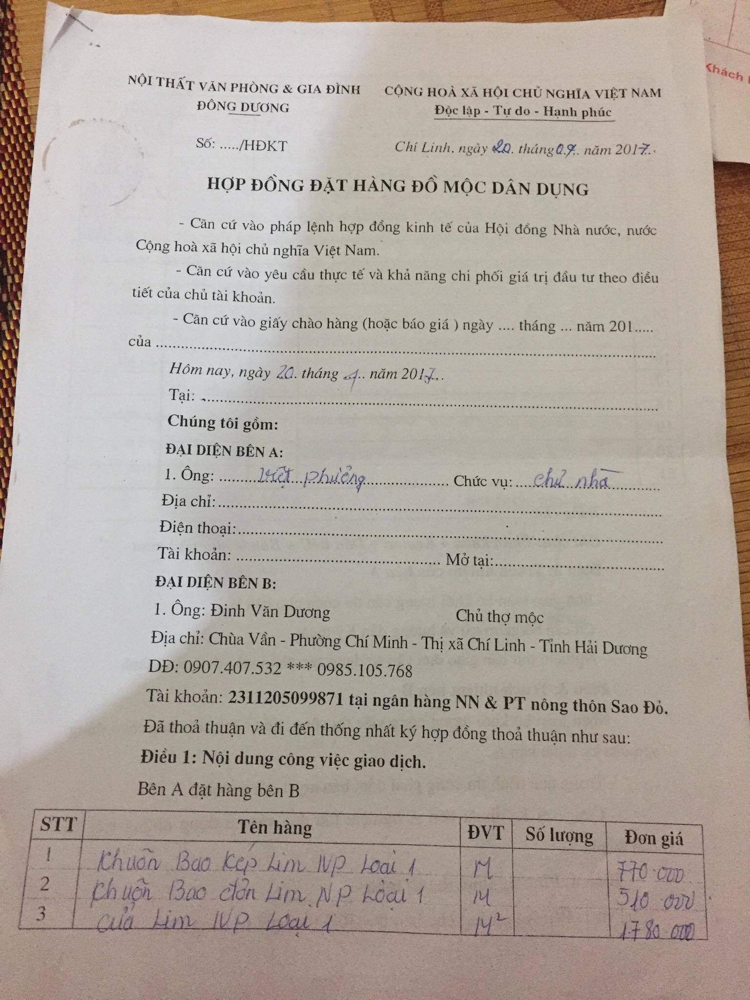 NỘI THẤT VĂN PHÒNG & GIA ĐÌNH
ĐÔNG DƯƠNG
CỘNG HOÀ XÃ HỘI CHỦ NGHĨA VIỆT NAM
Độc lập - Tự do - Hạnh phúc
Khách
Số: ...../HĐKT
Chí Linh, ngày 20. tháng 0.4.. năm 2017..
HỢP ĐỒNG ĐẶT HÀNG ĐỒ MỘC DÂN DỤNG
- Căn cứ vào pháp lệnh hợp đồng kinh tế của Hội đồng Nhà nước, nước
Cộng hoà xã hội chủ nghĩa Việt Nam.
- Căn cứ vào yêu cầu thực tế và khả năng chi phối giá trị đầu tư theo điều
tiết của chủ tài khoản.
- Căn cứ vào giấy chào hàng (hoặc báo giá ) ngày .... tháng ... năm 201.....
của ........................................
Hôm nay, ngày 20.. tháng 4.. năm 2017...
Tại: ........................................
Chúng tôi gồm:
ĐẠI DIỆN BÊN A:
1. Ông: ........ Việt Phưởng ........ Chức vụ: .... chủ nhà ........
Địa chỉ:........................................
Điện thoại:........................................
Tài khoản: ........................................ Mở tại:........................................
ĐẠI DIỆN BÊN B:
1. Ông: Đinh Văn Dương Chủ thợ mộc
Địa chỉ: Chùa Vần - Phường Chí Minh - Thị xã Chí Linh - Tỉnh Hải Dương
DĐ: 0907.407.532 *** 0985.105.768
Tài khoản: 2311205099871 tại ngân hàng NN & PT nông thôn Sao Đỏ.
Đã thoả thuận và đi đến thống nhất ký hợp đồng thoả thuận như sau:
Điều 1: Nội dung công việc giao dịch.
Bên A đặt hàng bên B
STT Tên hàng ĐVT Số lượng Đơn giá
1 Khuôn Bao Kép Lim NP Loại 1 M 770.000
2 Khuôn Bao đơn Lim NP Loại 1 M 510.000
3 Cửa Lim NP Loại 1 M² 1.780.000